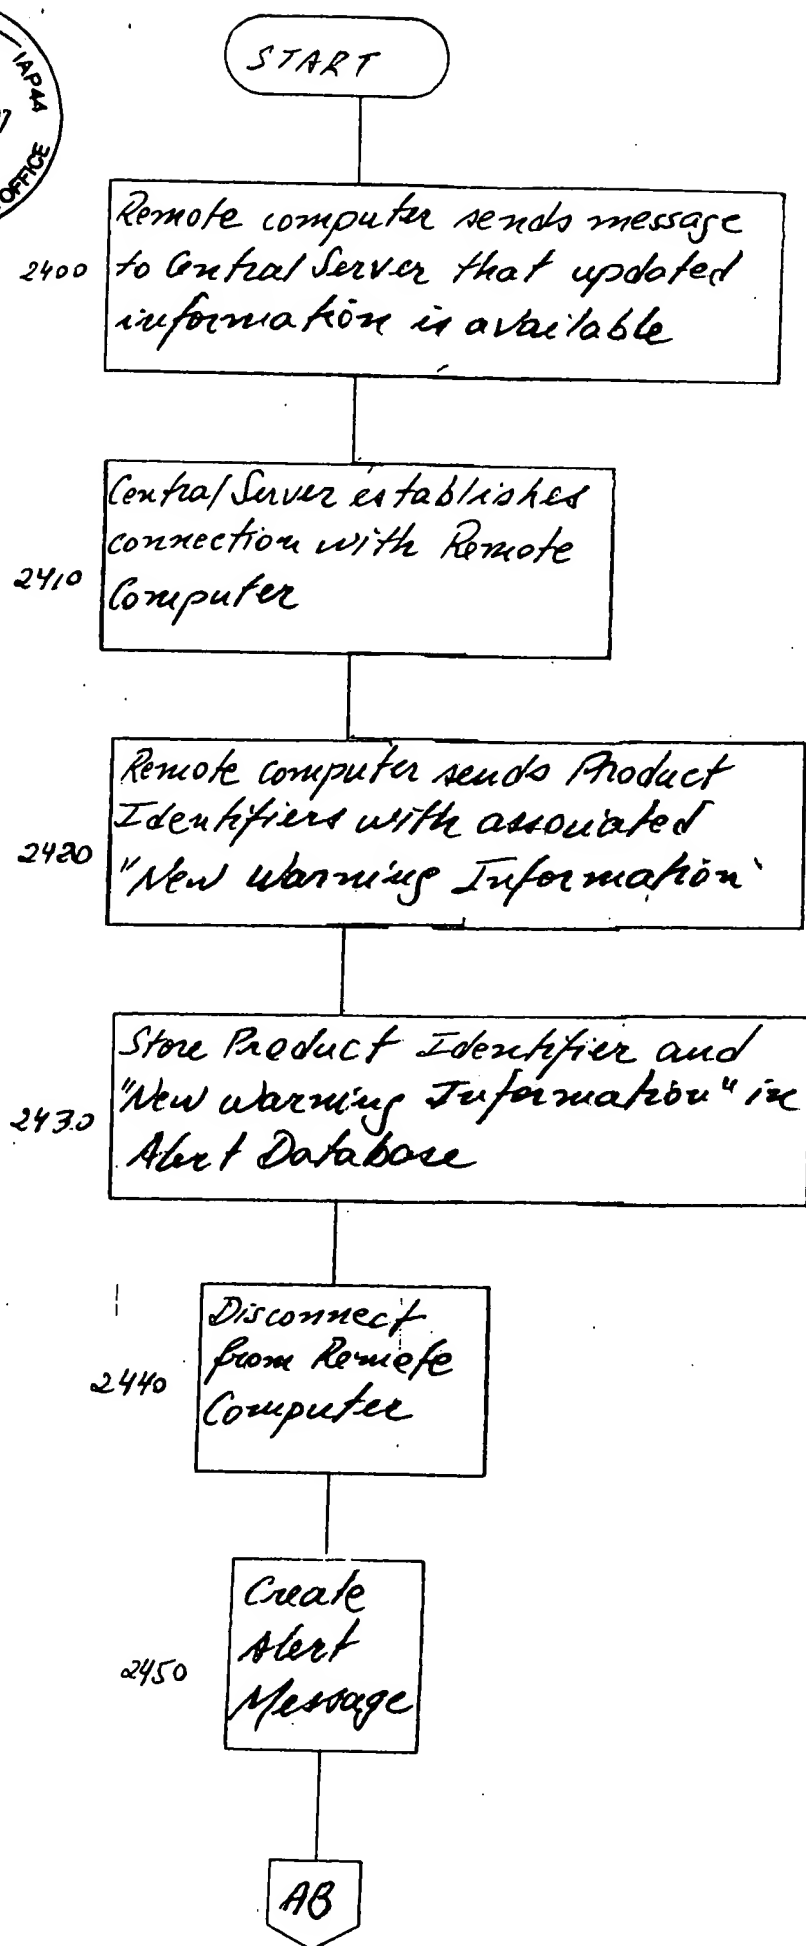 IAP44
OFFICE
START
2400
Remote computer sends message
to Central Server that updated
information is available
2410
Central Server establishes
connection with Remote
Computer
2420
Remote computer sends Product
Identifiers with associated
"New Warning Information"
2430
Store Product Identifier and
"New Warning Information" in
Alert Database
2440
Disconnect
from Remote
Computer
2450
Create
Alert
Message
AB